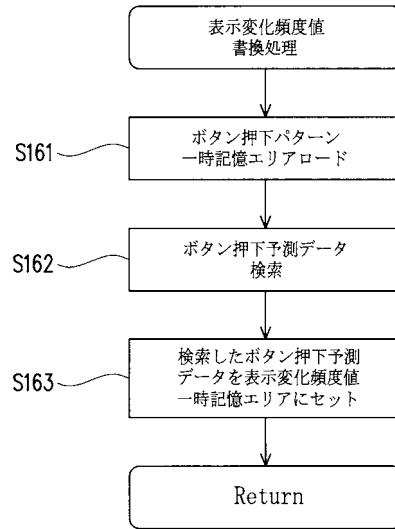 表示変化頻度値
書換処理
S161
ボタン押下パターン
一時記憶エリアロード
S162
ボタン押下予測データ
検索
S163
検索したボタン押下予測
データを表示変化頻度値
一時記憶エリアにセット
Return